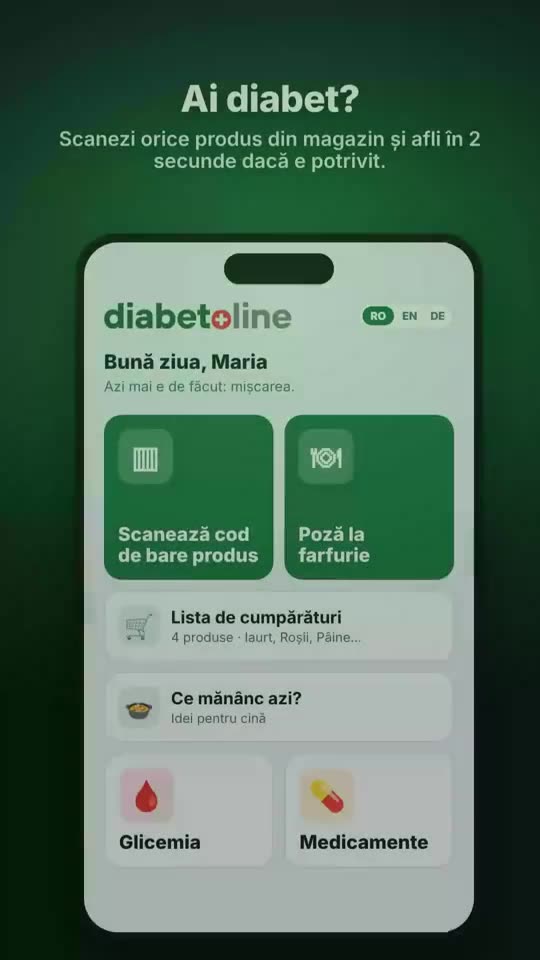 Ai diabet?
Scanezi orice produs din magazin și afli în 2
secunde dacă e potrivit.
diabetoline
RO EN DE
Bună ziua, Maria
Azi mai e de făcut: mișcarea.
Scanează cod
de bare produs
Poză la
farfurie
Lista de cumpărături
4 produse · Iaurt, Roșii, Pâine...
Ce mănânc azi?
Idei pentru cină
Glicemia
Medicamente